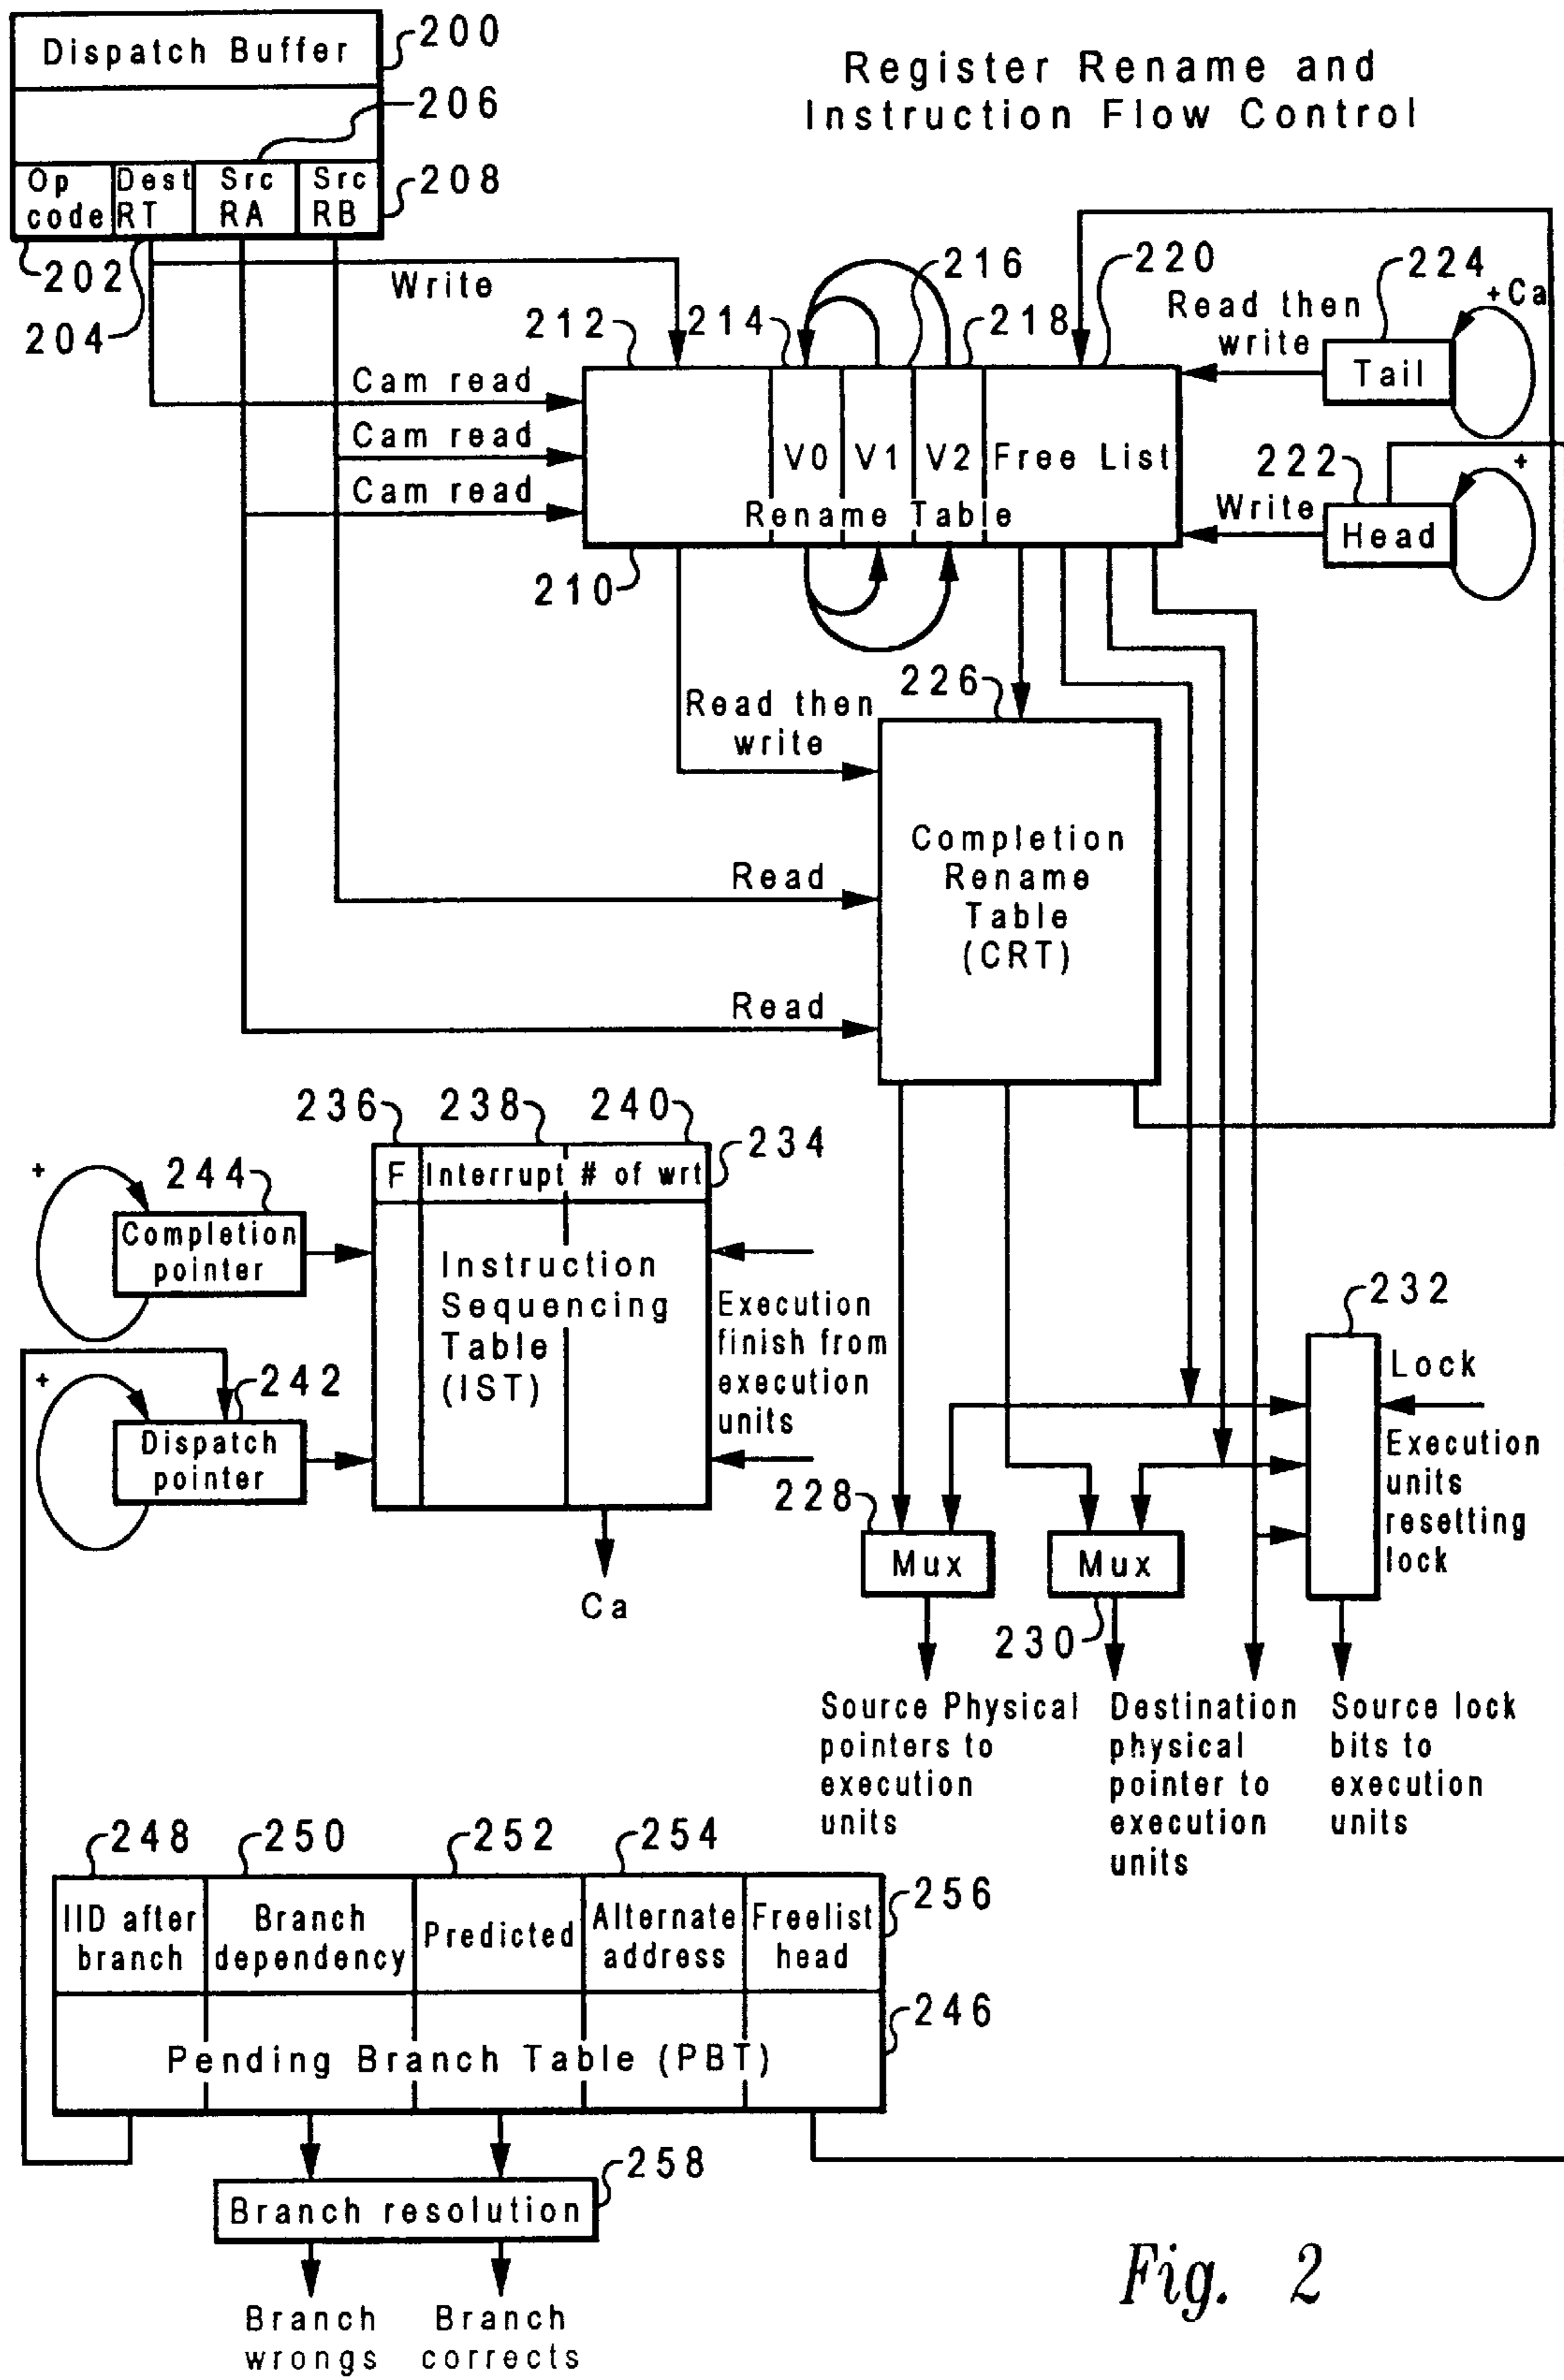 Dispatch Buffer
200
206
Op code
Dest RT
Src RA
Src RB
208
202
204
Register Rename and
Instruction Flow Control
Write
212
214
216
218
220
224
+Ca
Read then
write
Tail
Cam read
Cam read
Cam read
V0
V1
V2
Free List
Rename Table
210
222
+
Write
Head
226
Read then
write
Completion
Rename
Table
(CRT)
Read
Read
236
238
240
234
F
Interrupt
# of wrt
Instruction
Sequencing
Table
(IST)
+
244
Completion
pointer
+
242
Dispatch
pointer
Execution
finish from
execution
units
Ca
232
Lock
Execution
units
resetting
lock
228
Mux
Mux
230
Source Physical
pointers to
execution
units
Destination
physical
pointer to
execution
units
Source lock
bits to
execution
units
248
250
252
254
256
IID after
branch
Branch
dependency
Predicted
Alternate
address
Freelist
head
246
Pending Branch Table (PBT)
258
Branch resolution
Branch
wrongs
Branch
corrects
Fig. 2